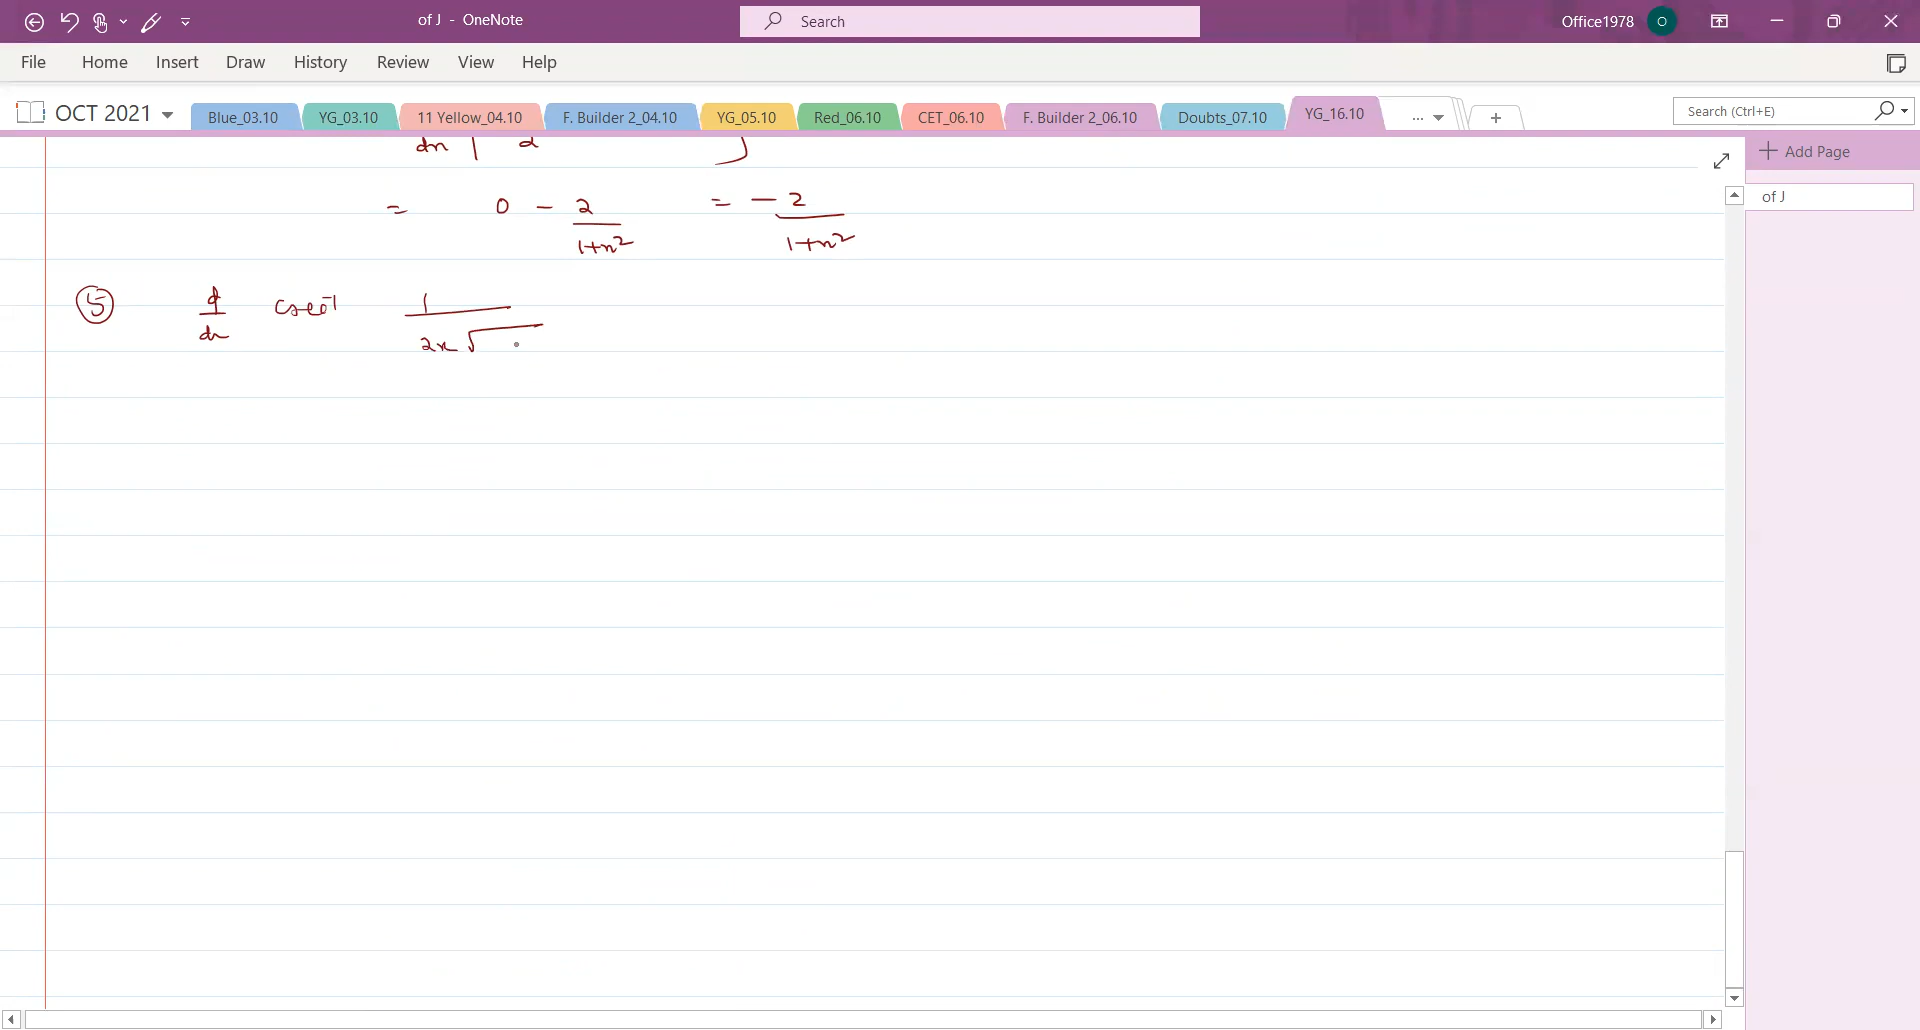 of J - OneNote
Search
Office1978
O
File Home Insert Draw History Review View Help
OCT 2021
Blue_03.10 YG_03.10 11 Yellow_04.10 F. Builder 2_04.10 YG_05.10 Red_06.10 CET_06.10 F. Builder 2_06.10 Doubts_07.10 YG_16.10 ... +
Search (Ctrl+E)
Add Page
of J
dx 2
= 0 - 2/(1+x²) = - 2/(1+x²)
5 d/dx cosec⁻¹ 1/(2x√